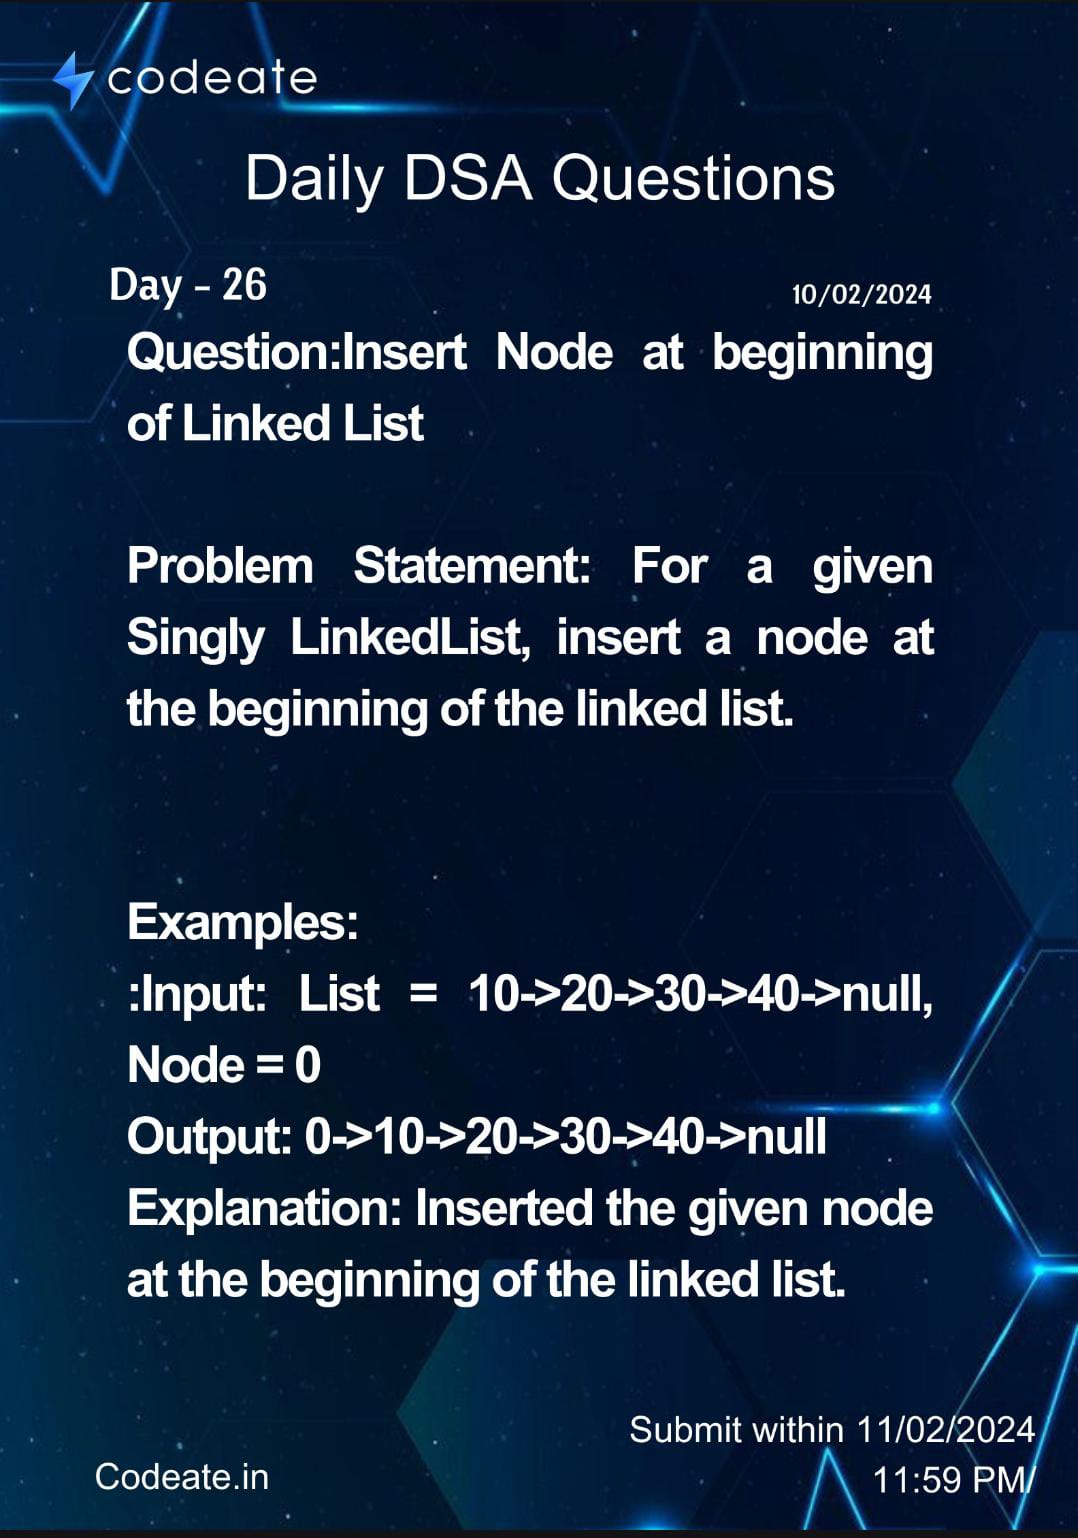 codeate
Daily DSA Questions
Day - 26
10/02/2024
Question:Insert Node at beginning
of Linked List
Problem Statement: For a given
Singly LinkedList, insert a node at
the beginning of the linked list.
Examples:
:Input: List = 10->20->30->40->null,
Node = 0
Output: 0->10->20->30->40->null
Explanation: Inserted the given node
at the beginning of the linked list.
Submit within 11/02/2024
11:59 PM/
Codeate.in